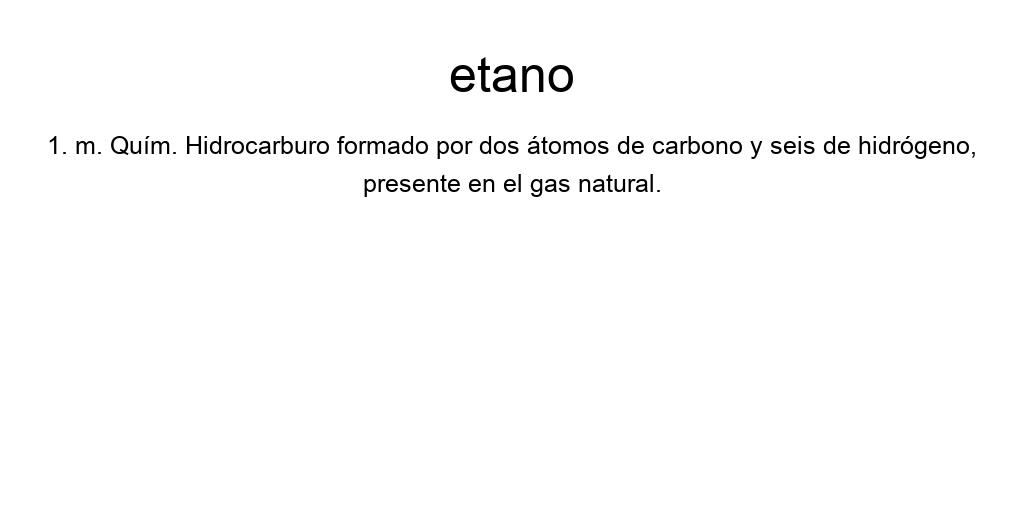 etano
1. m. Quím. Hidrocarburo formado por dos átomos de carbono y seis de hidrógeno,
presente en el gas natural.